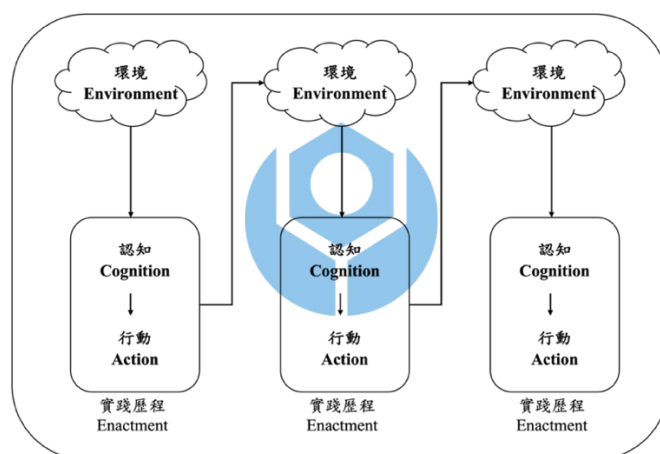 環境
Environment
環境
Environment
環境
Environment
認知
Cognition
行動
Action
實踐歷程
Enactment
認知
Cognition
行動
Action
實踐歷程
Enactment
認知
Cognition
行動
Action
實踐歷程
Enactment